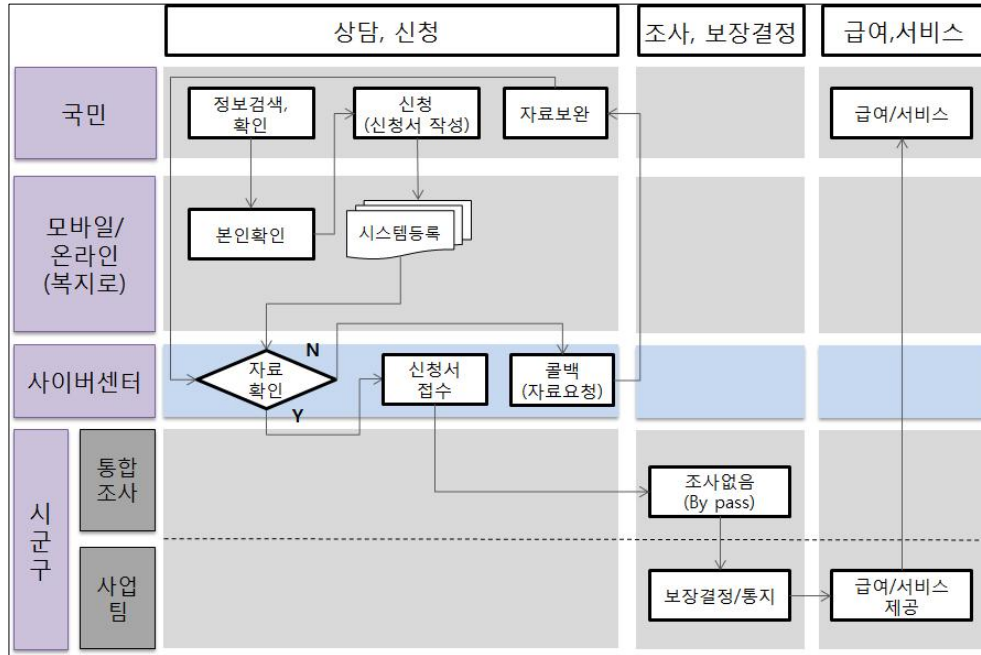 상담, 신청
조사, 보장결정
급여,서비스
국민
정보검색,
확인
신청
(신청서 작성)
자료보완
급여/서비스
모바일/
온라인
(복지로)
본인확인
시스템등록
사이버센터
자료
확인
N
Y
신청서
접수
콜백
(자료요청)
시
군
구
통합
조사
조사없음
(By pass)
사업
팀
보장결정/통지
급여/서비스
제공